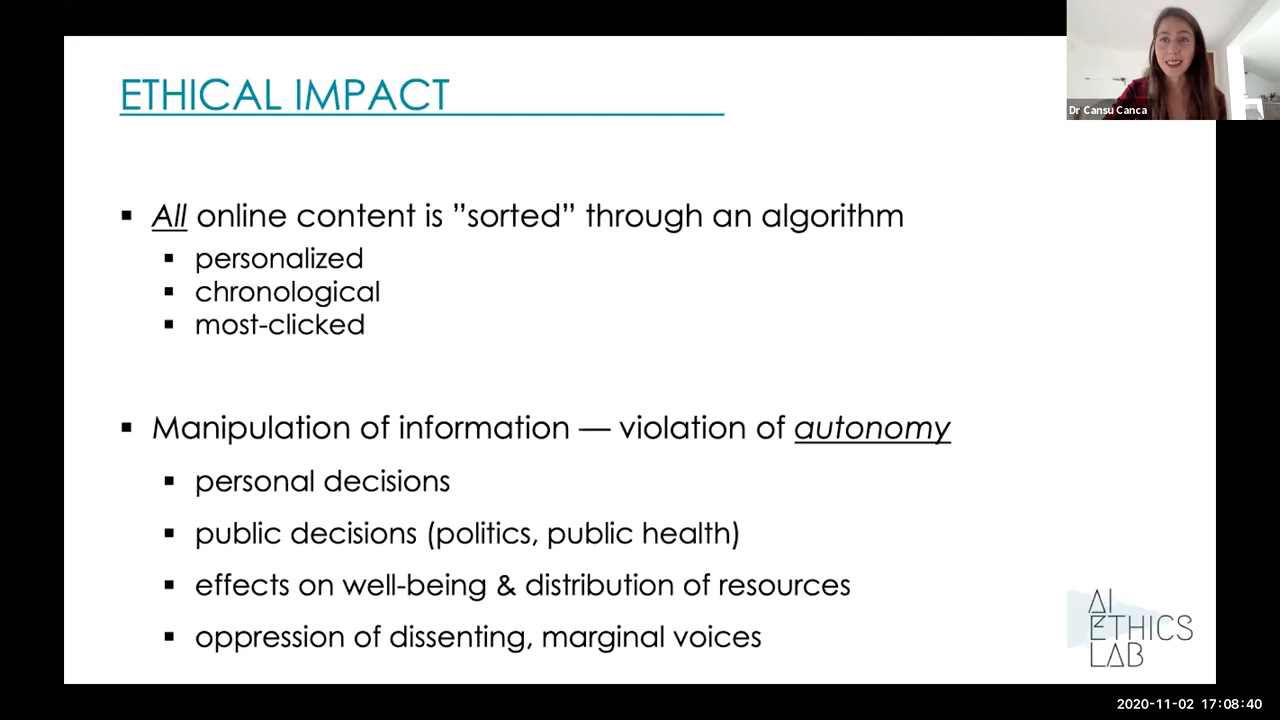 ETHICAL IMPACT
Dr Cansu Canca
▪ All online content is ”sorted” through an algorithm
▪ personalized
▪ chronological
▪ most-clicked
▪ Manipulation of information — violation of autonomy
▪ personal decisions
▪ public decisions (politics, public health)
▪ effects on well-being & distribution of resources
▪ oppression of dissenting, marginal voices
AI
ETHICS
LAB
2020-11-02 17:08:40